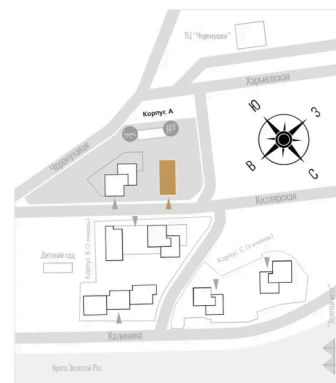 ТЦ "Черемушки"
Харьковская
Корпус А
Черемуховая
Ю
З
В
С
Кизлярская
Детский сад
Корпус В (2 очередь)
Корпус С (3 очередь)
Калинина
бухта Золотой Рог